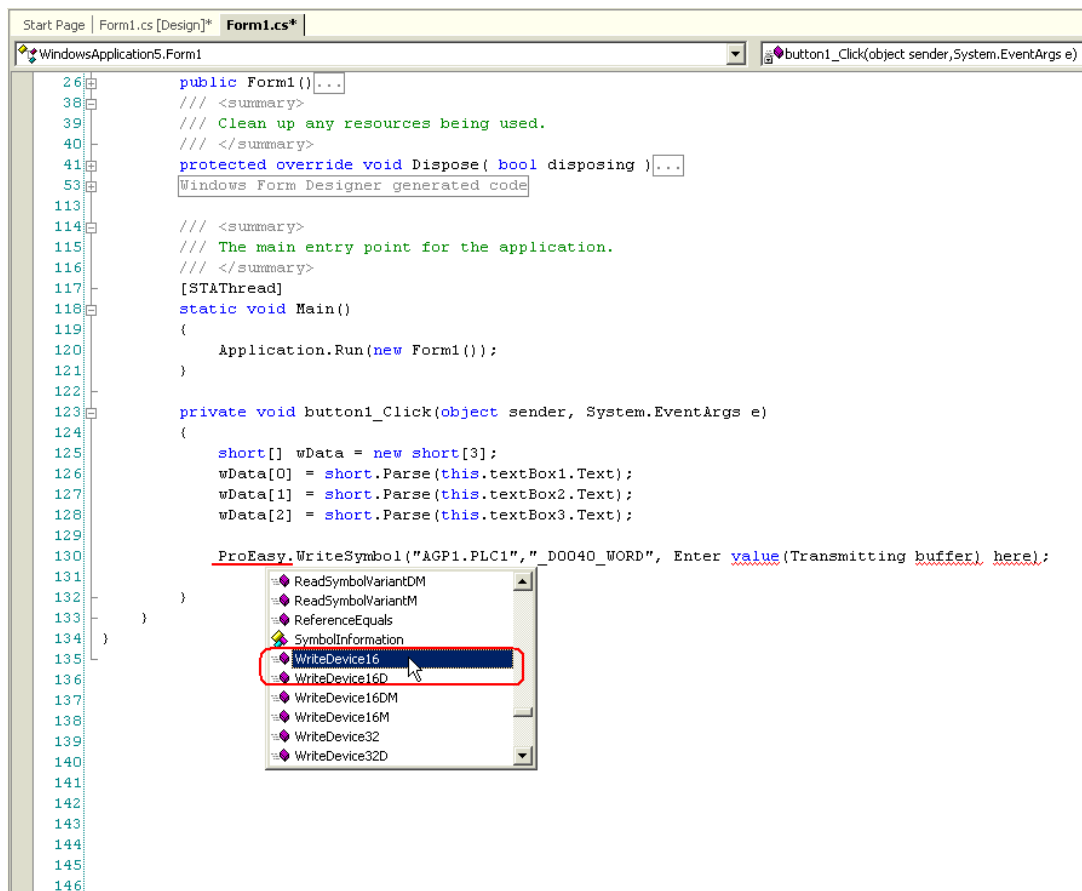 Start Page | Form1.cs [Design]* Form1.cs*
WindowsApplication5.Form1 button1_Click(object sender,System.EventArgs e)
26 public Form1()...
38 /// <summary>
39 /// Clean up any resources being used.
40 /// </summary>
41 protected override void Dispose( bool disposing )...
53 Windows Form Designer generated code
113
114 /// <summary>
115 /// The main entry point for the application.
116 /// </summary>
117 [STAThread]
118 static void Main()
119 {
120 Application.Run(new Form1());
121 }
122
123 private void button1_Click(object sender, System.EventArgs e)
124 {
125 short[] wData = new short[3];
126 wData[0] = short.Parse(this.textBox1.Text);
127 wData[1] = short.Parse(this.textBox2.Text);
128 wData[2] = short.Parse(this.textBox3.Text);
129
130 ProEasy.WriteSymbol("AGP1.PLC1","_D0040_WORD", Enter value(Transmitting buffer) here);
131 ReadSymbolVariantDM
132 } ReadSymbolVariantM
133 } ReferenceEquals
134 } SymbolInformation
135 WriteDevice16
136 WriteDevice16D
137 WriteDevice16DM
138 WriteDevice16M
139 WriteDevice32
140 WriteDevice32D
141
142
143
144
145
146